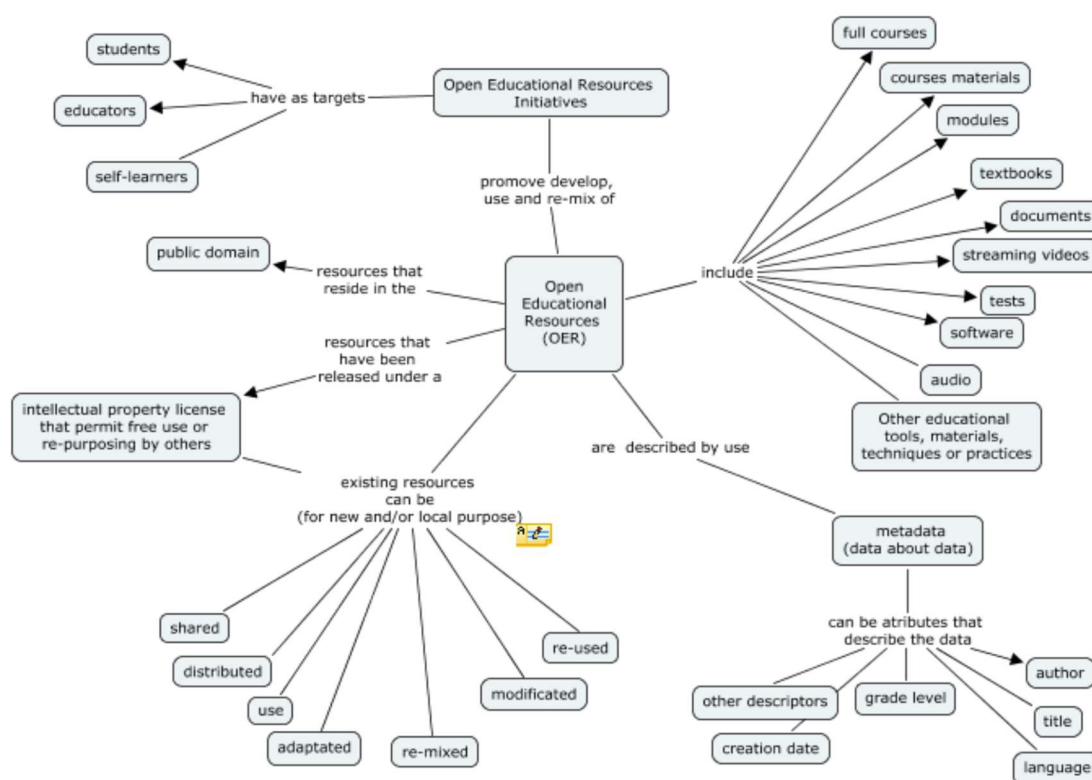 students
educators
self-learners
have as targets
Open Educational Resources
Initiatives
promove develop,
use and re-mix of
public domain
resources that
reside in the
Open
Educational
Resources
(OER)
resources that
have been
released under a
intellectual property license
that permit free use or
re-purposing by others
include
full courses
courses materials
modules
textbooks
documents
streaming videos
tests
software
audio
Other educational
tools, materials,
techniques or practices
existing resources
can be
(for new and/or local purpose)
shared
distributed
use
adaptated
re-mixed
modificated
re-used
are described by use
metadata
(data about data)
can be atributes that
describe the data
other descriptors
creation date
grade level
author
title
language